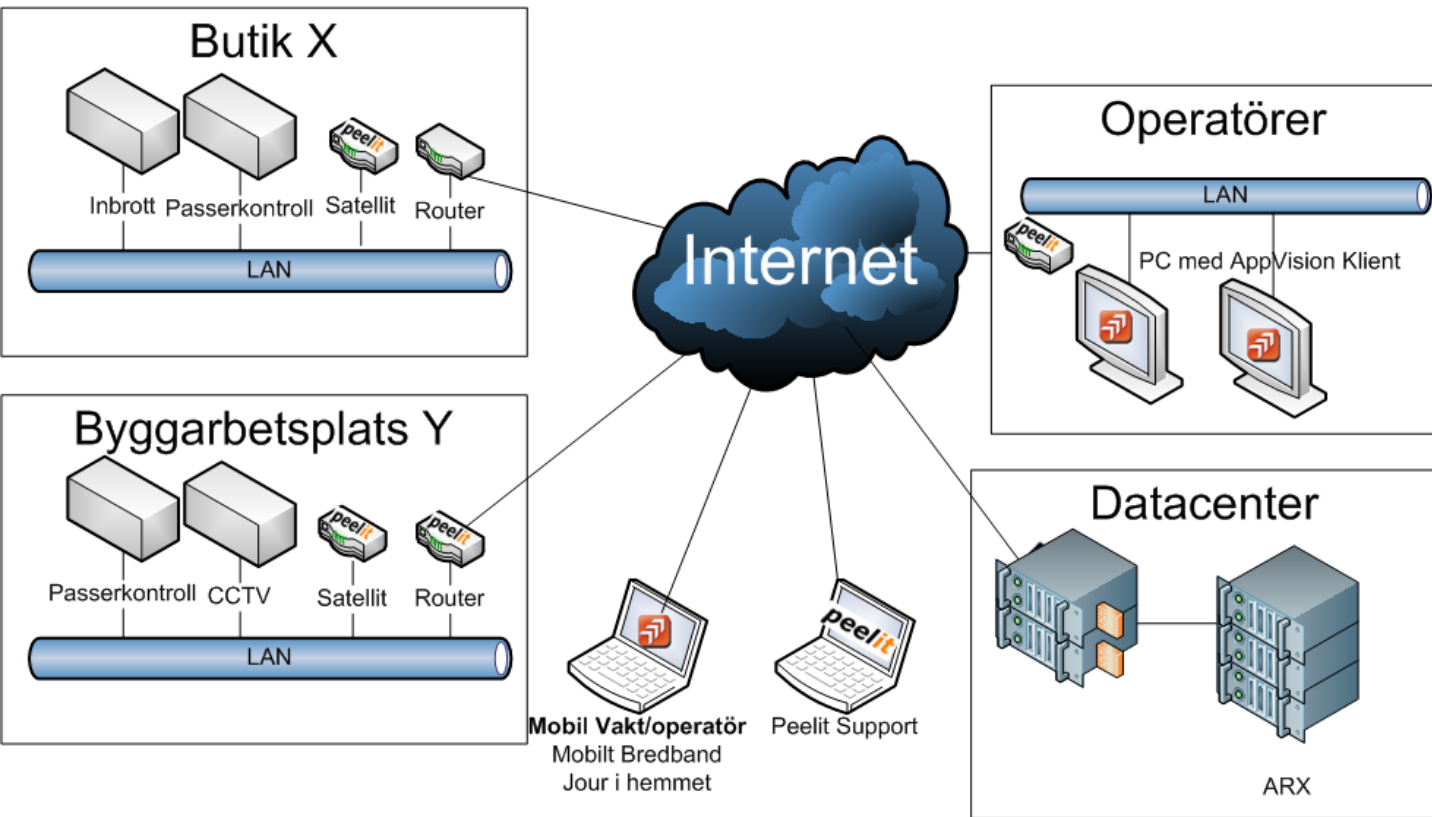 Butik X
peelit
Inbrott
Passerkontroll
Satellit
Router
LAN
Byggarbetsplats Y
peelit
peelit
Passerkontroll
CCTV
Satellit
Router
LAN
Internet
Operatörer
LAN
peelit
PC med AppVision Klient
Datacenter
ARX
peelit
Mobil Vakt/operatör
Mobilt Bredband
Jour i hemmet
Peelit Support